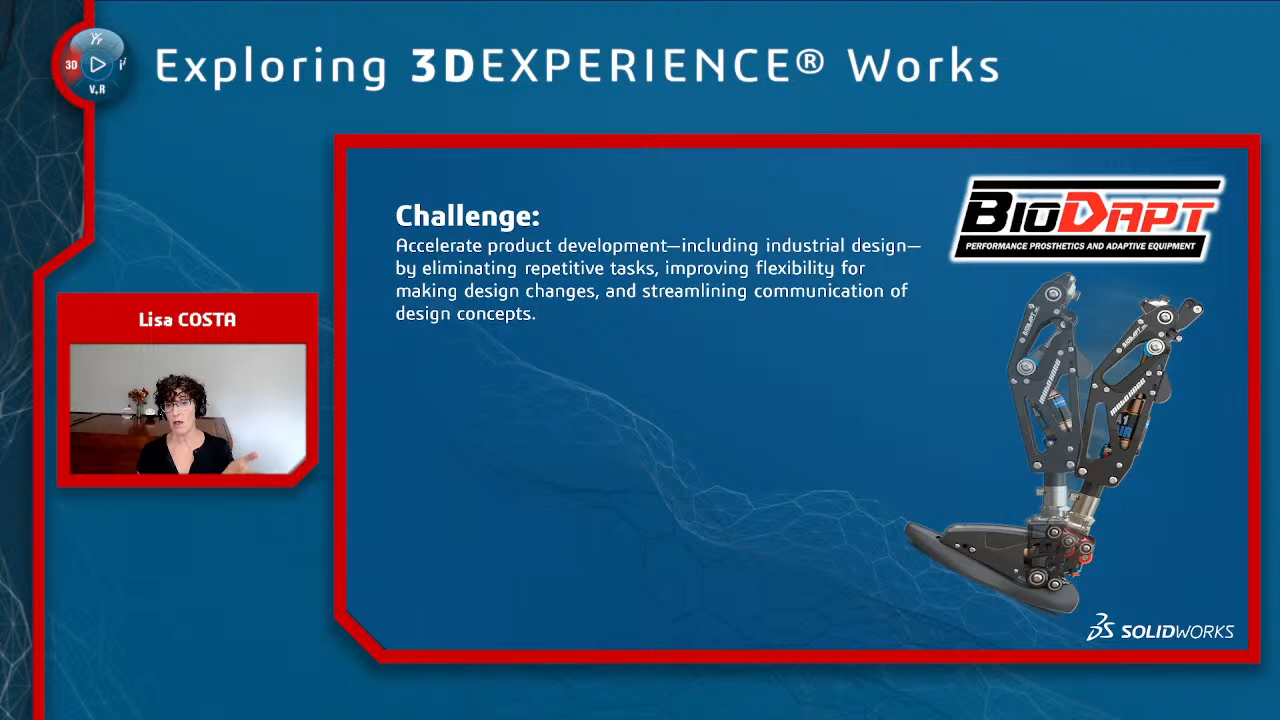 3D
V,R
Exploring 3DEXPERIENCE® Works
Lisa COSTA
Challenge:
Accelerate product development—including industrial design—
by eliminating repetitive tasks, improving flexibility for
making design changes, and streamlining communication of
design concepts.
BIODAPT
PERFORMANCE PROSTHETICS AND ADAPTIVE EQUIPMENT
SOLIDWORKS